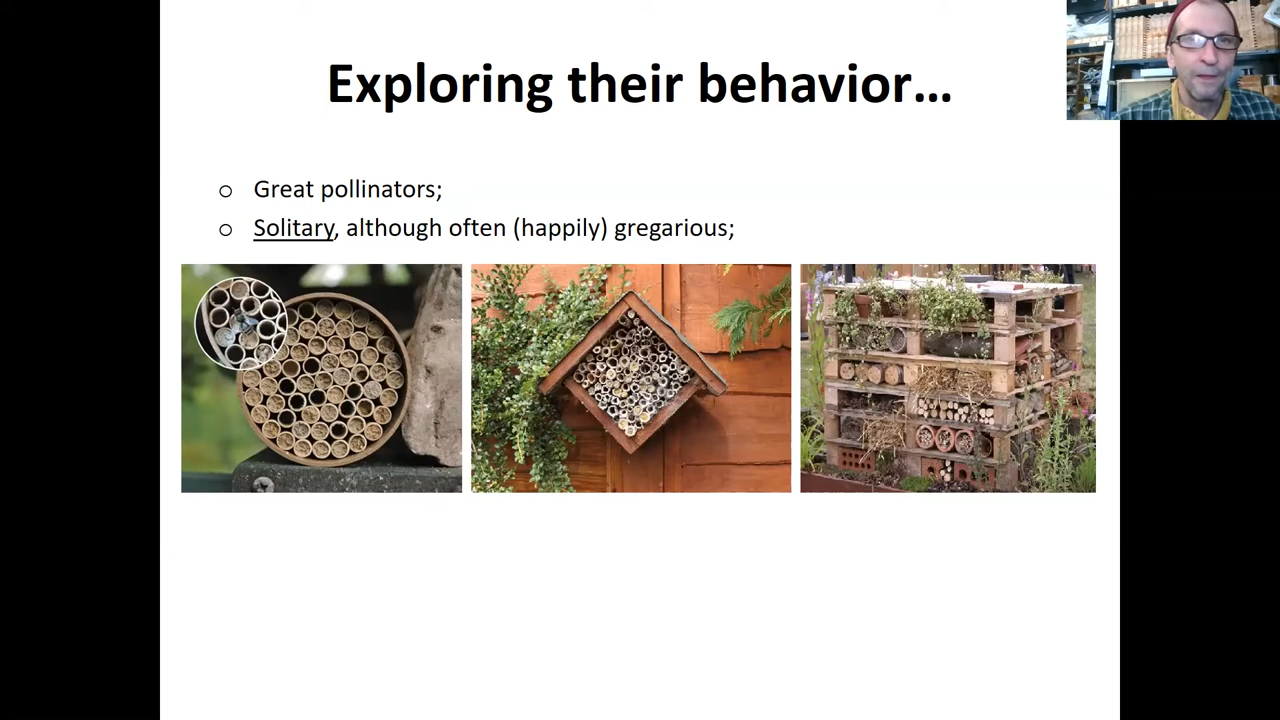 Exploring their behavior…
o Great pollinators;
o Solitary, although often (happily) gregarious;